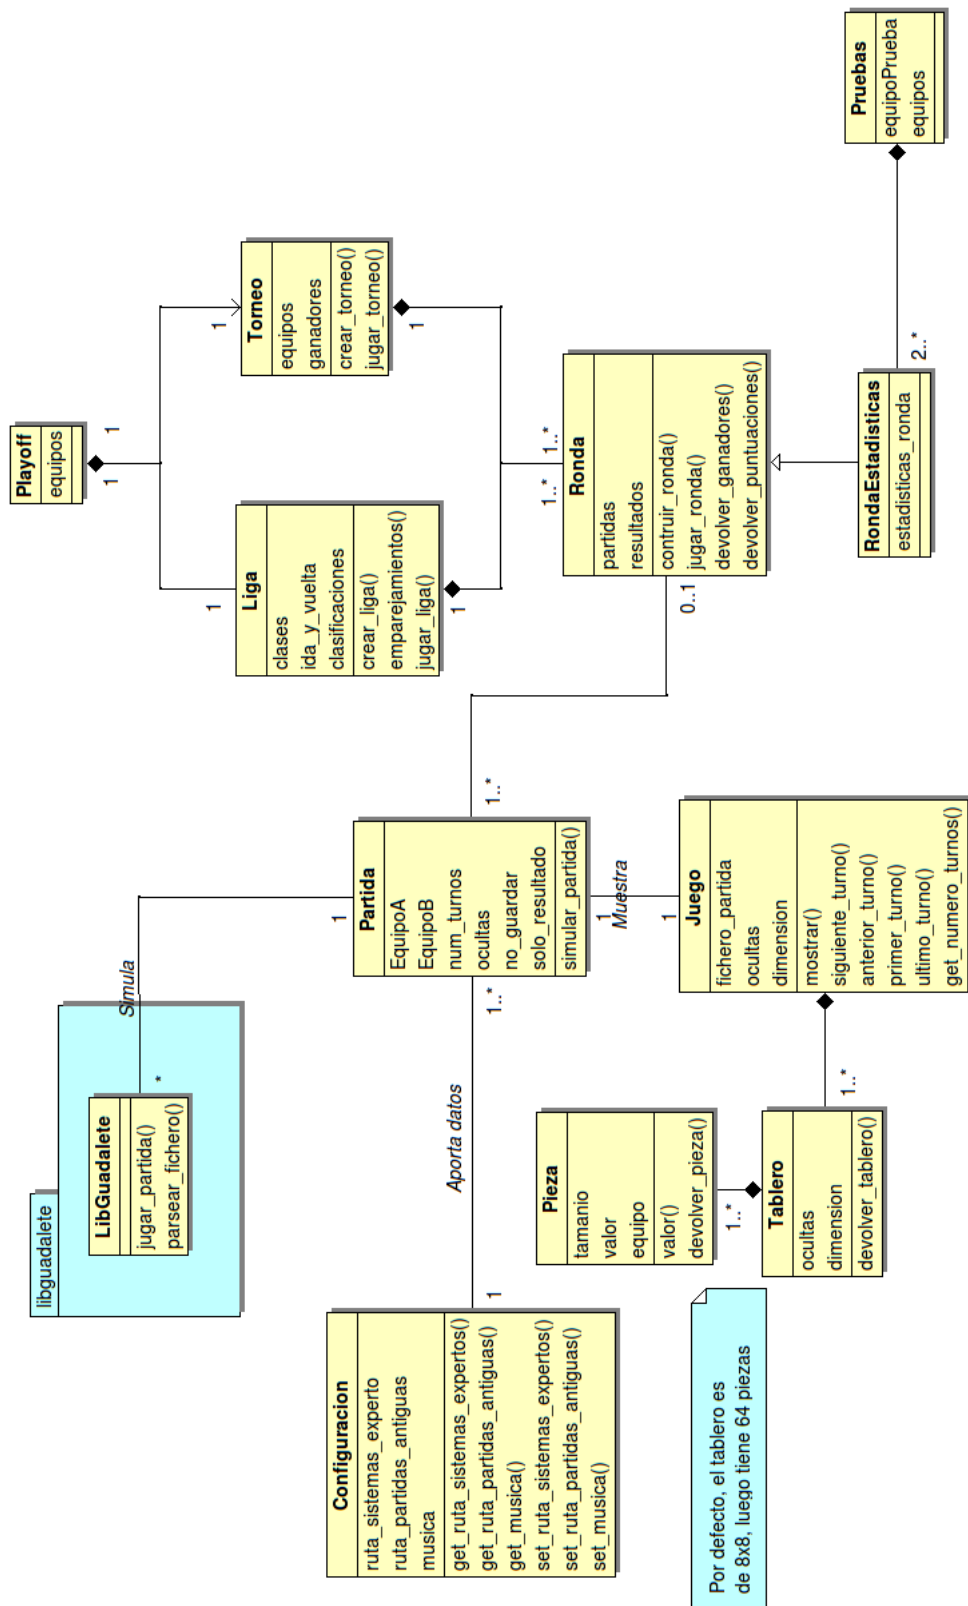 Pruebas
equipoPrueba
equipos
2..*
RondaEstadisticas
estadisticas_ronda
Playoff
equipos
1
1
1
1
Torneo
equipos
ganadores
crear_torneo()
jugar_torneo()
1
Liga
clases
ida_y_vuelta
clasificaciones
crear_liga()
emparejamientos()
jugar_liga()
1
1..*
1..*
Ronda
partidas
resultados
contruir_ronda()
jugar_ronda()
devolver_ganadores()
devolver_puntuaciones()
0..1
1..*
libguadalete
LibGuadalete
jugar_partida()
parsear_fichero()
*
Simula
1
Partida
EquipoA
EquipoB
num_turnos
ocultas
no_guardar
solo_resultado
simular_partida()
1
Muestra
1
1..*
Aporta datos
1
Juego
fichero_partida
ocultas
dimension
mostrar()
siguiente_turno()
anterior_turno()
primer_turno()
ultimo_turno()
get_numero_turnos()
1..*
Pieza
tamanio
valor
equipo
valor()
devolver_pieza()
1..*
Tablero
ocultas
dimension
devolver_tablero()
Configuracion
ruta_sistemas_experto
ruta_partidas_antiguas
musica
get_ruta_sistemas_expertos()
get_ruta_partidas_antiguas()
get_musica()
set_ruta_sistemas_expertos()
set_ruta_partidas_antiguas()
set_musica()
Por defecto, el tablero es
de 8x8, luego tiene 64 piezas